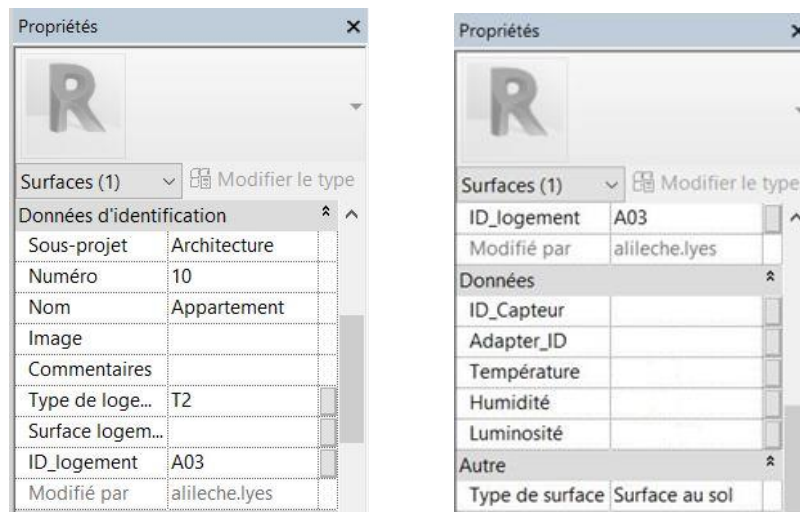 Propriétés
R
Surfaces (1) Modifier le type
Données d'identification
Sous-projet Architecture
Numéro 10
Nom Appartement
Image
Commentaires
Type de loge... T2
Surface logem...
ID_logement A03
Modifié par alileche.lyes
Propriétés
R
Surfaces (1) Modifier le type
ID_logement A03
Modifié par alileche.lyes
Données
ID_Capteur
Adapter_ID
Température
Humidité
Luminosité
Autre
Type de surface Surface au sol